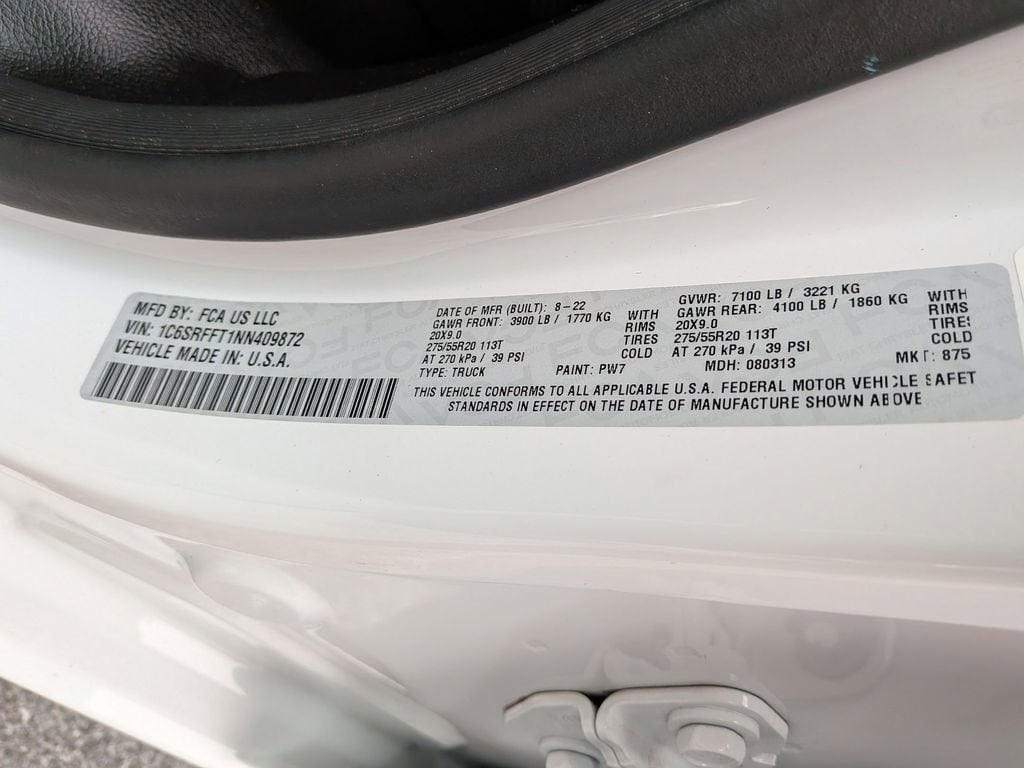 MFD BY: FCA US LLC
VIN: 1C6SRFFT1NN409872
VEHICLE MADE IN: U.S.A.
DATE OF MFR (BUILT): 8-22
GAWR FRONT: 3900 LB / 1770 KG WITH
20X9.0 RIMS
275/55R20 113T TIRES
AT 270 kPa / 39 PSI COLD
TYPE: TRUCK PAINT: PW7
GVWR: 7100 LB / 3221 KG
GAWR REAR: 4100 LB / 1860 KG WITH
20X9.0 RIMS
275/55R20 113T TIRES
AT 270 kPa / 39 PSI COLD
MDH: 080313 MKT: 875
THIS VEHICLE CONFORMS TO ALL APPLICABLE U.S.A. FEDERAL MOTOR VEHICLE SAFET
STANDARDS IN EFFECT ON THE DATE OF MANUFACTURE SHOWN ABOVE